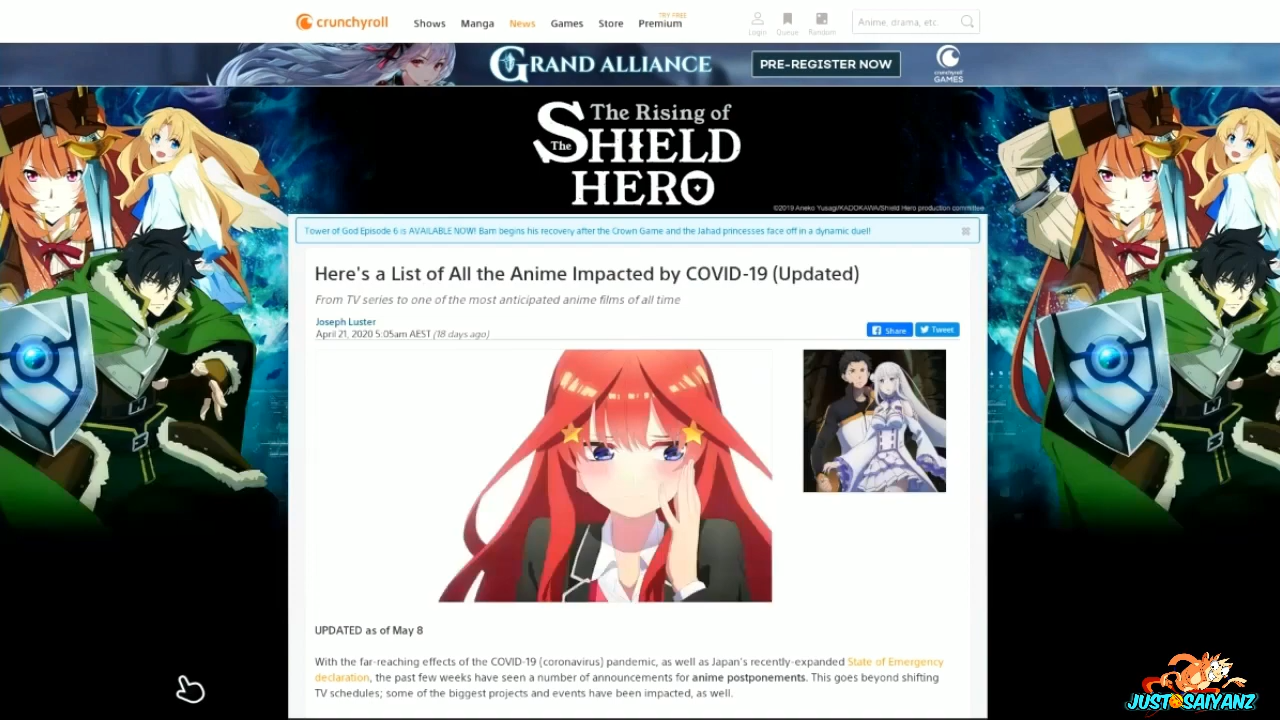 crunchyroll Shows Manga News Games Store TRY FREE Premium Login Queue Random Anime, drama, etc.
GRAND ALLIANCE PRE-REGISTER NOW crunchyroll GAMES
The Rising of
The SHIELD
HERO
©2019 Aneko Yusagi/KADOKAWA/Shield Hero production committee
Tower of God Episode 6 is AVAILABLE NOW! Bam begins his recovery after the Crown Game and the Jahad princesses face off in a dynamic duel!
Here's a List of All the Anime Impacted by COVID-19 (Updated)
From TV series to one of the most anticipated anime films of all time
Joseph Luster
April 21, 2020 5:05am AEST (18 days ago)
Share Tweet
UPDATED as of May 8
With the far-reaching effects of the COVID-19 (coronavirus) pandemic, as well as Japan's recently-expanded State of Emergency
declaration, the past few weeks have seen a number of announcements for anime postponements. This goes beyond shifting
TV schedules; some of the biggest projects and events have been impacted, as well.
JUST SAIYANZ